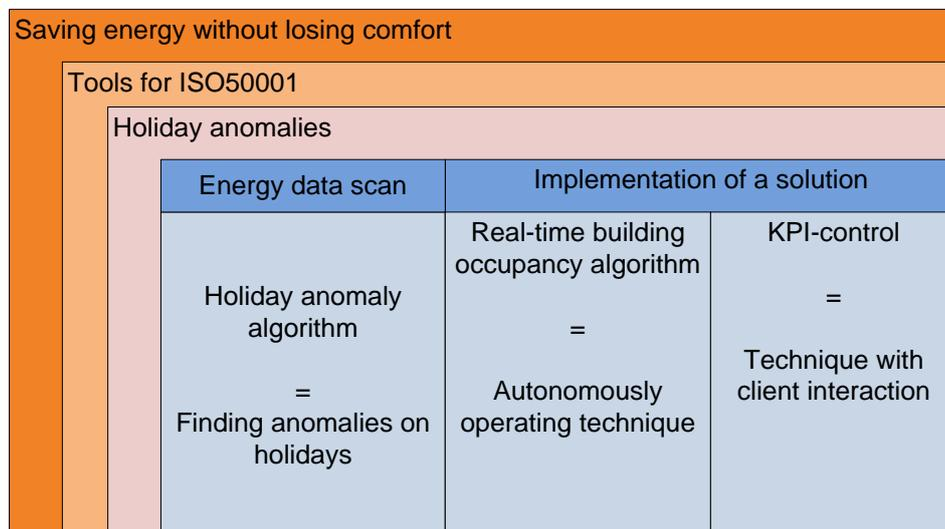 Saving energy without losing comfort
Tools for ISO50001
Holiday anomalies
Energy data scan
Implementation of a solution
Holiday anomaly
algorithm
=
Finding anomalies on
holidays
Real-time building
occupancy algorithm
=
Autonomously
operating technique
KPI-control
=
Technique with
client interaction